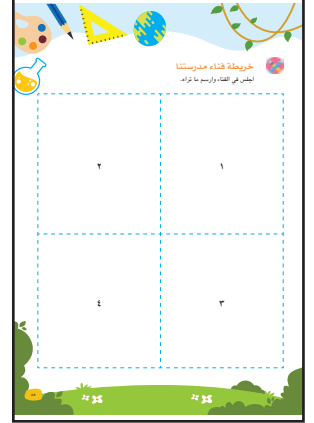 خريطة فناء مدرستنا
اجلس في الفناء وارسم ما تراه.
١
٢
٣
٤